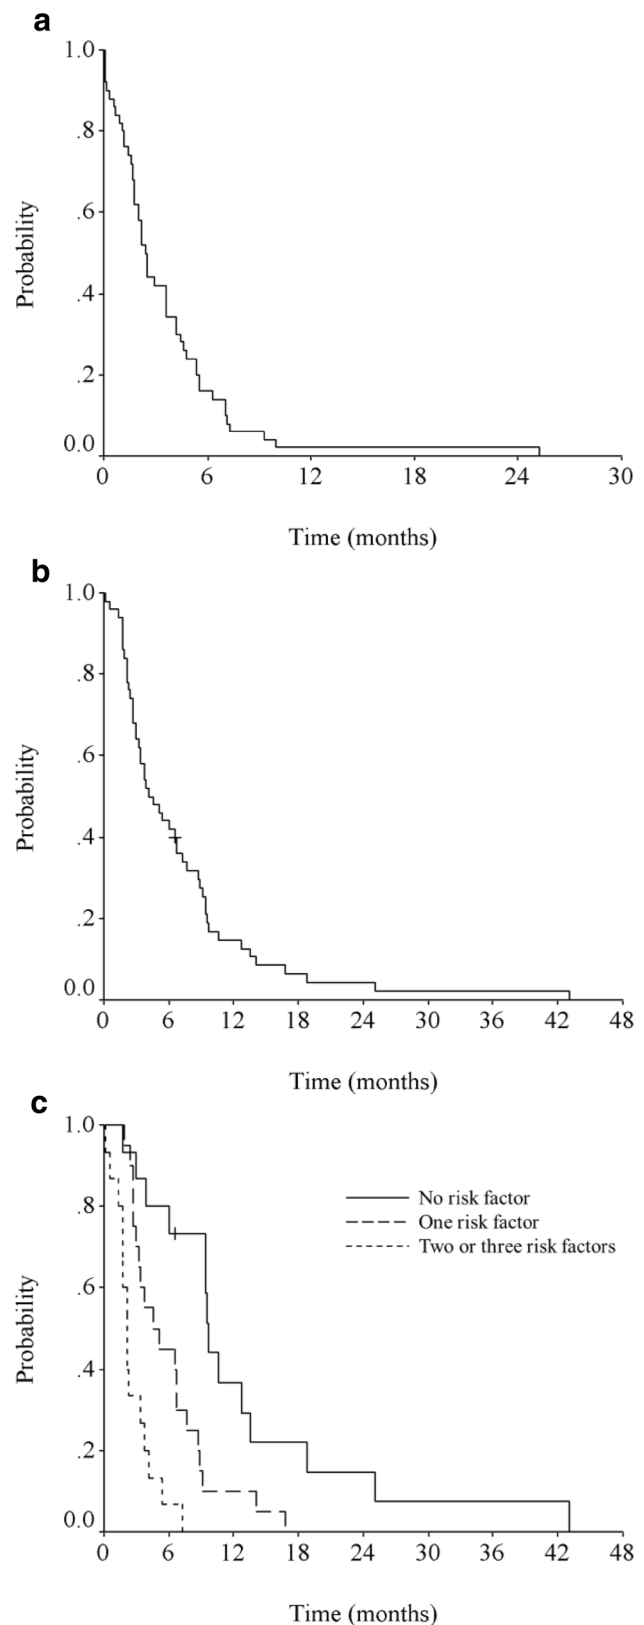 a
1.0
.8
.6
.4
.2
0.0
Probability
0 6 12 18 24 30
Time (months)
b
1.0
.8
.6
.4
.2
0.0
Probability
0 6 12 18 24 30 36 42 48
Time (months)
c
1.0
.8
.6
.4
.2
0.0
Probability
No risk factor
One risk factor
Two or three risk factors
0 6 12 18 24 30 36 42 48
Time (months)